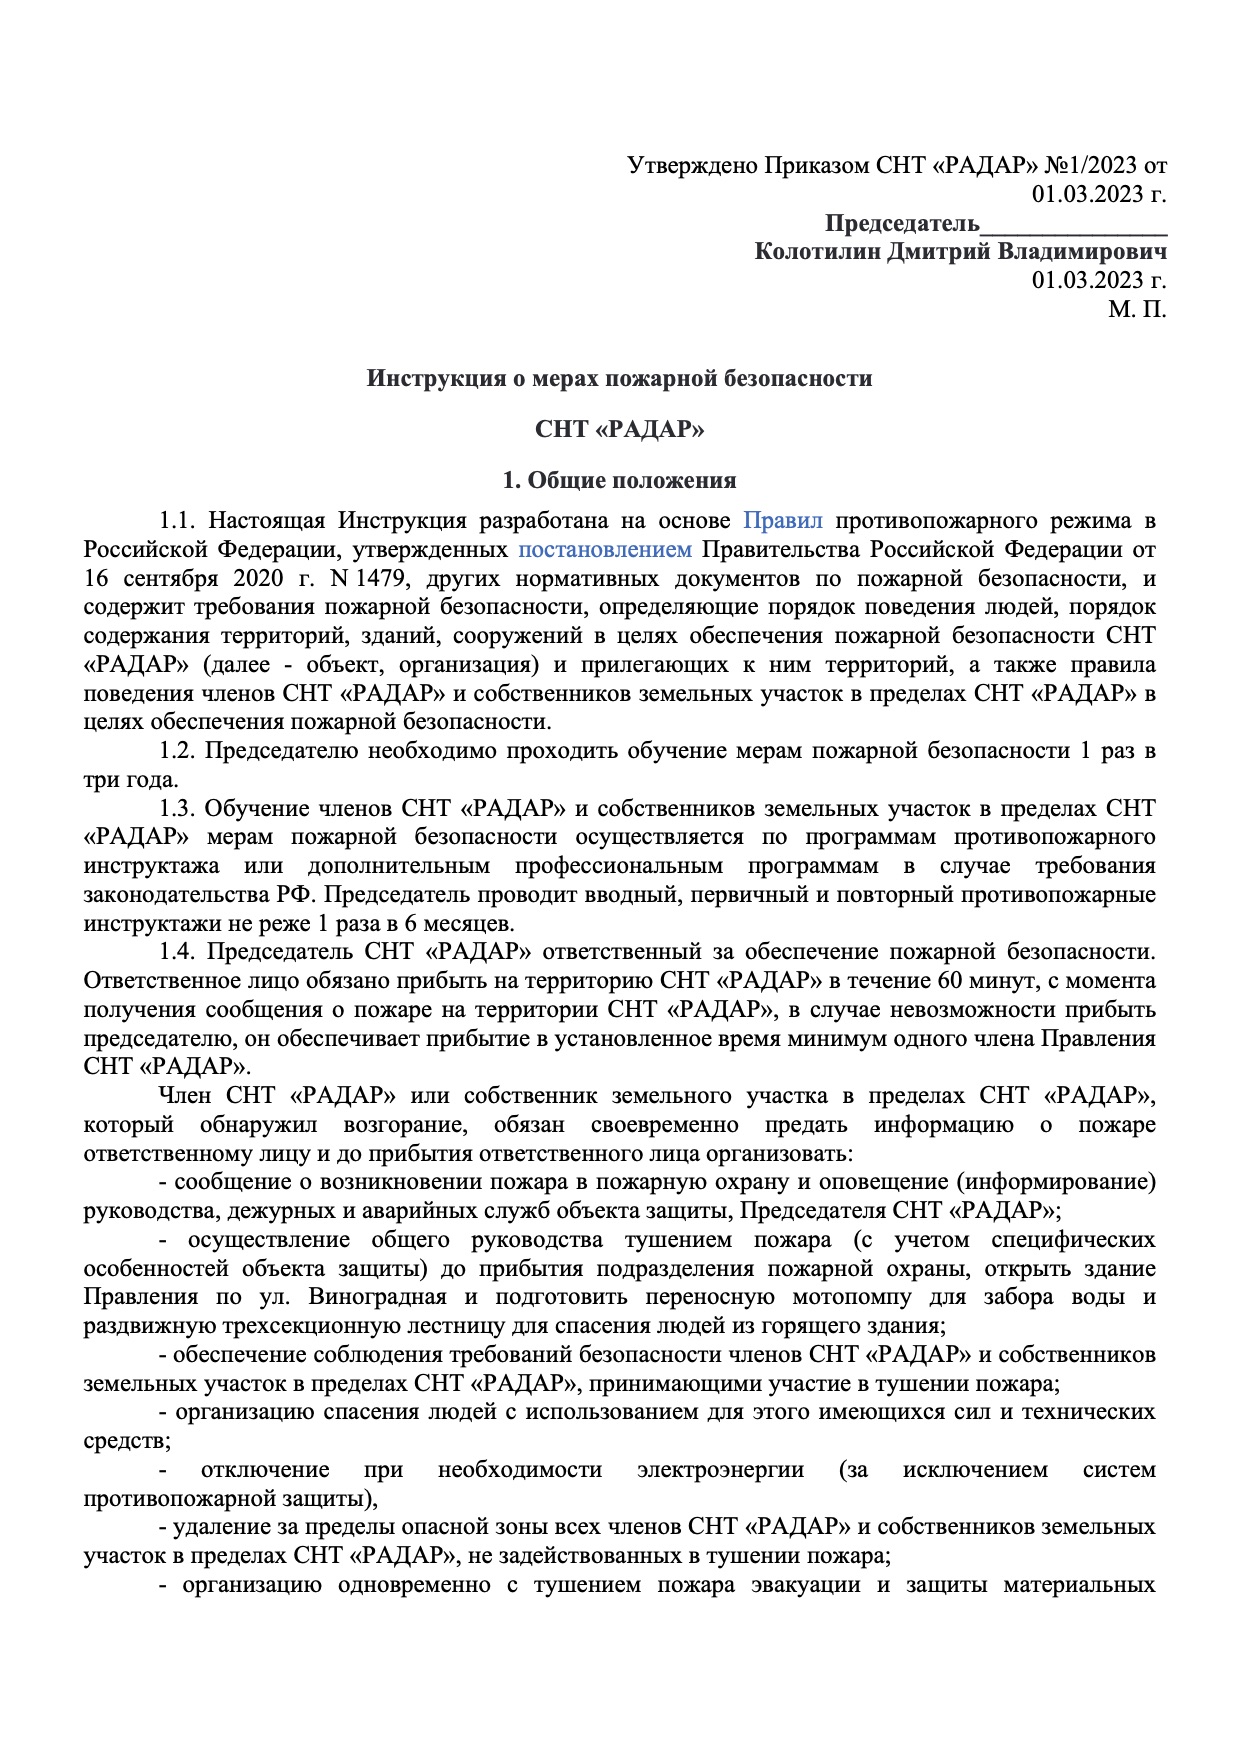 Утверждено Приказом СНТ «РАДАР» №1/2023 от
01.03.2023 г.
Председатель_______________
Колотилин Дмитрий Владимирович
01.03.2023 г.
М. П.
Инструкция о мерах пожарной безопасности
СНТ «РАДАР»
1. Общие положения
1.1. Настоящая Инструкция разработана на основе Правил противопожарного режима в
Российской Федерации, утвержденных постановлением Правительства Российской Федерации от
16 сентября 2020 г. N 1479, других нормативных документов по пожарной безопасности, и
содержит требования пожарной безопасности, определяющие порядок поведения людей, порядок
содержания территорий, зданий, сооружений в целях обеспечения пожарной безопасности СНТ
«РАДАР» (далее - объект, организация) и прилегающих к ним территорий, а также правила
поведения членов СНТ «РАДАР» и собственников земельных участок в пределах СНТ «РАДАР» в
целях обеспечения пожарной безопасности.
1.2. Председателю необходимо проходить обучение мерам пожарной безопасности 1 раз в
три года.
1.3. Обучение членов СНТ «РАДАР» и собственников земельных участок в пределах СНТ
«РАДАР» мерам пожарной безопасности осуществляется по программам противопожарного
инструктажа или дополнительным профессиональным программам в случае требования
законодательства РФ. Председатель проводит вводный, первичный и повторный противопожарные
инструктажи не реже 1 раза в 6 месяцев.
1.4. Председатель СНТ «РАДАР» ответственный за обеспечение пожарной безопасности.
Ответственное лицо обязано прибыть на территорию СНТ «РАДАР» в течение 60 минут, с момента
получения сообщения о пожаре на территории СНТ «РАДАР», в случае невозможности прибыть
председателю, он обеспечивает прибытие в установленное время минимум одного члена Правления
СНТ «РАДАР».
Член СНТ «РАДАР» или собственник земельного участка в пределах СНТ «РАДАР»,
который обнаружил возгорание, обязан своевременно предать информацию о пожаре
ответственному лицу и до прибытия ответственного лица организовать:
- сообщение о возникновении пожара в пожарную охрану и оповещение (информирование)
руководства, дежурных и аварийных служб объекта защиты, Председателя СНТ «РАДАР»;
- осуществление общего руководства тушением пожара (с учетом специфических
особенностей объекта защиты) до прибытия подразделения пожарной охраны, открыть здание
Правления по ул. Виноградная и подготовить переносную мотопомпу для забора воды и
раздвижную трехсекционную лестницу для спасения людей из горящего здания;
- обеспечение соблюдения требований безопасности членов СНТ «РАДАР» и собственников
земельных участок в пределах СНТ «РАДАР», принимающими участие в тушении пожара;
- организацию спасения людей с использованием для этого имеющихся сил и технических
средств;
- отключение при необходимости электроэнергии (за исключением систем
противопожарной защиты),
- удаление за пределы опасной зоны всех членов СНТ «РАДАР» и собственников земельных
участок в пределах СНТ «РАДАР», не задействованных в тушении пожара;
- организацию одновременно с тушением пожара эвакуации и защиты материальных